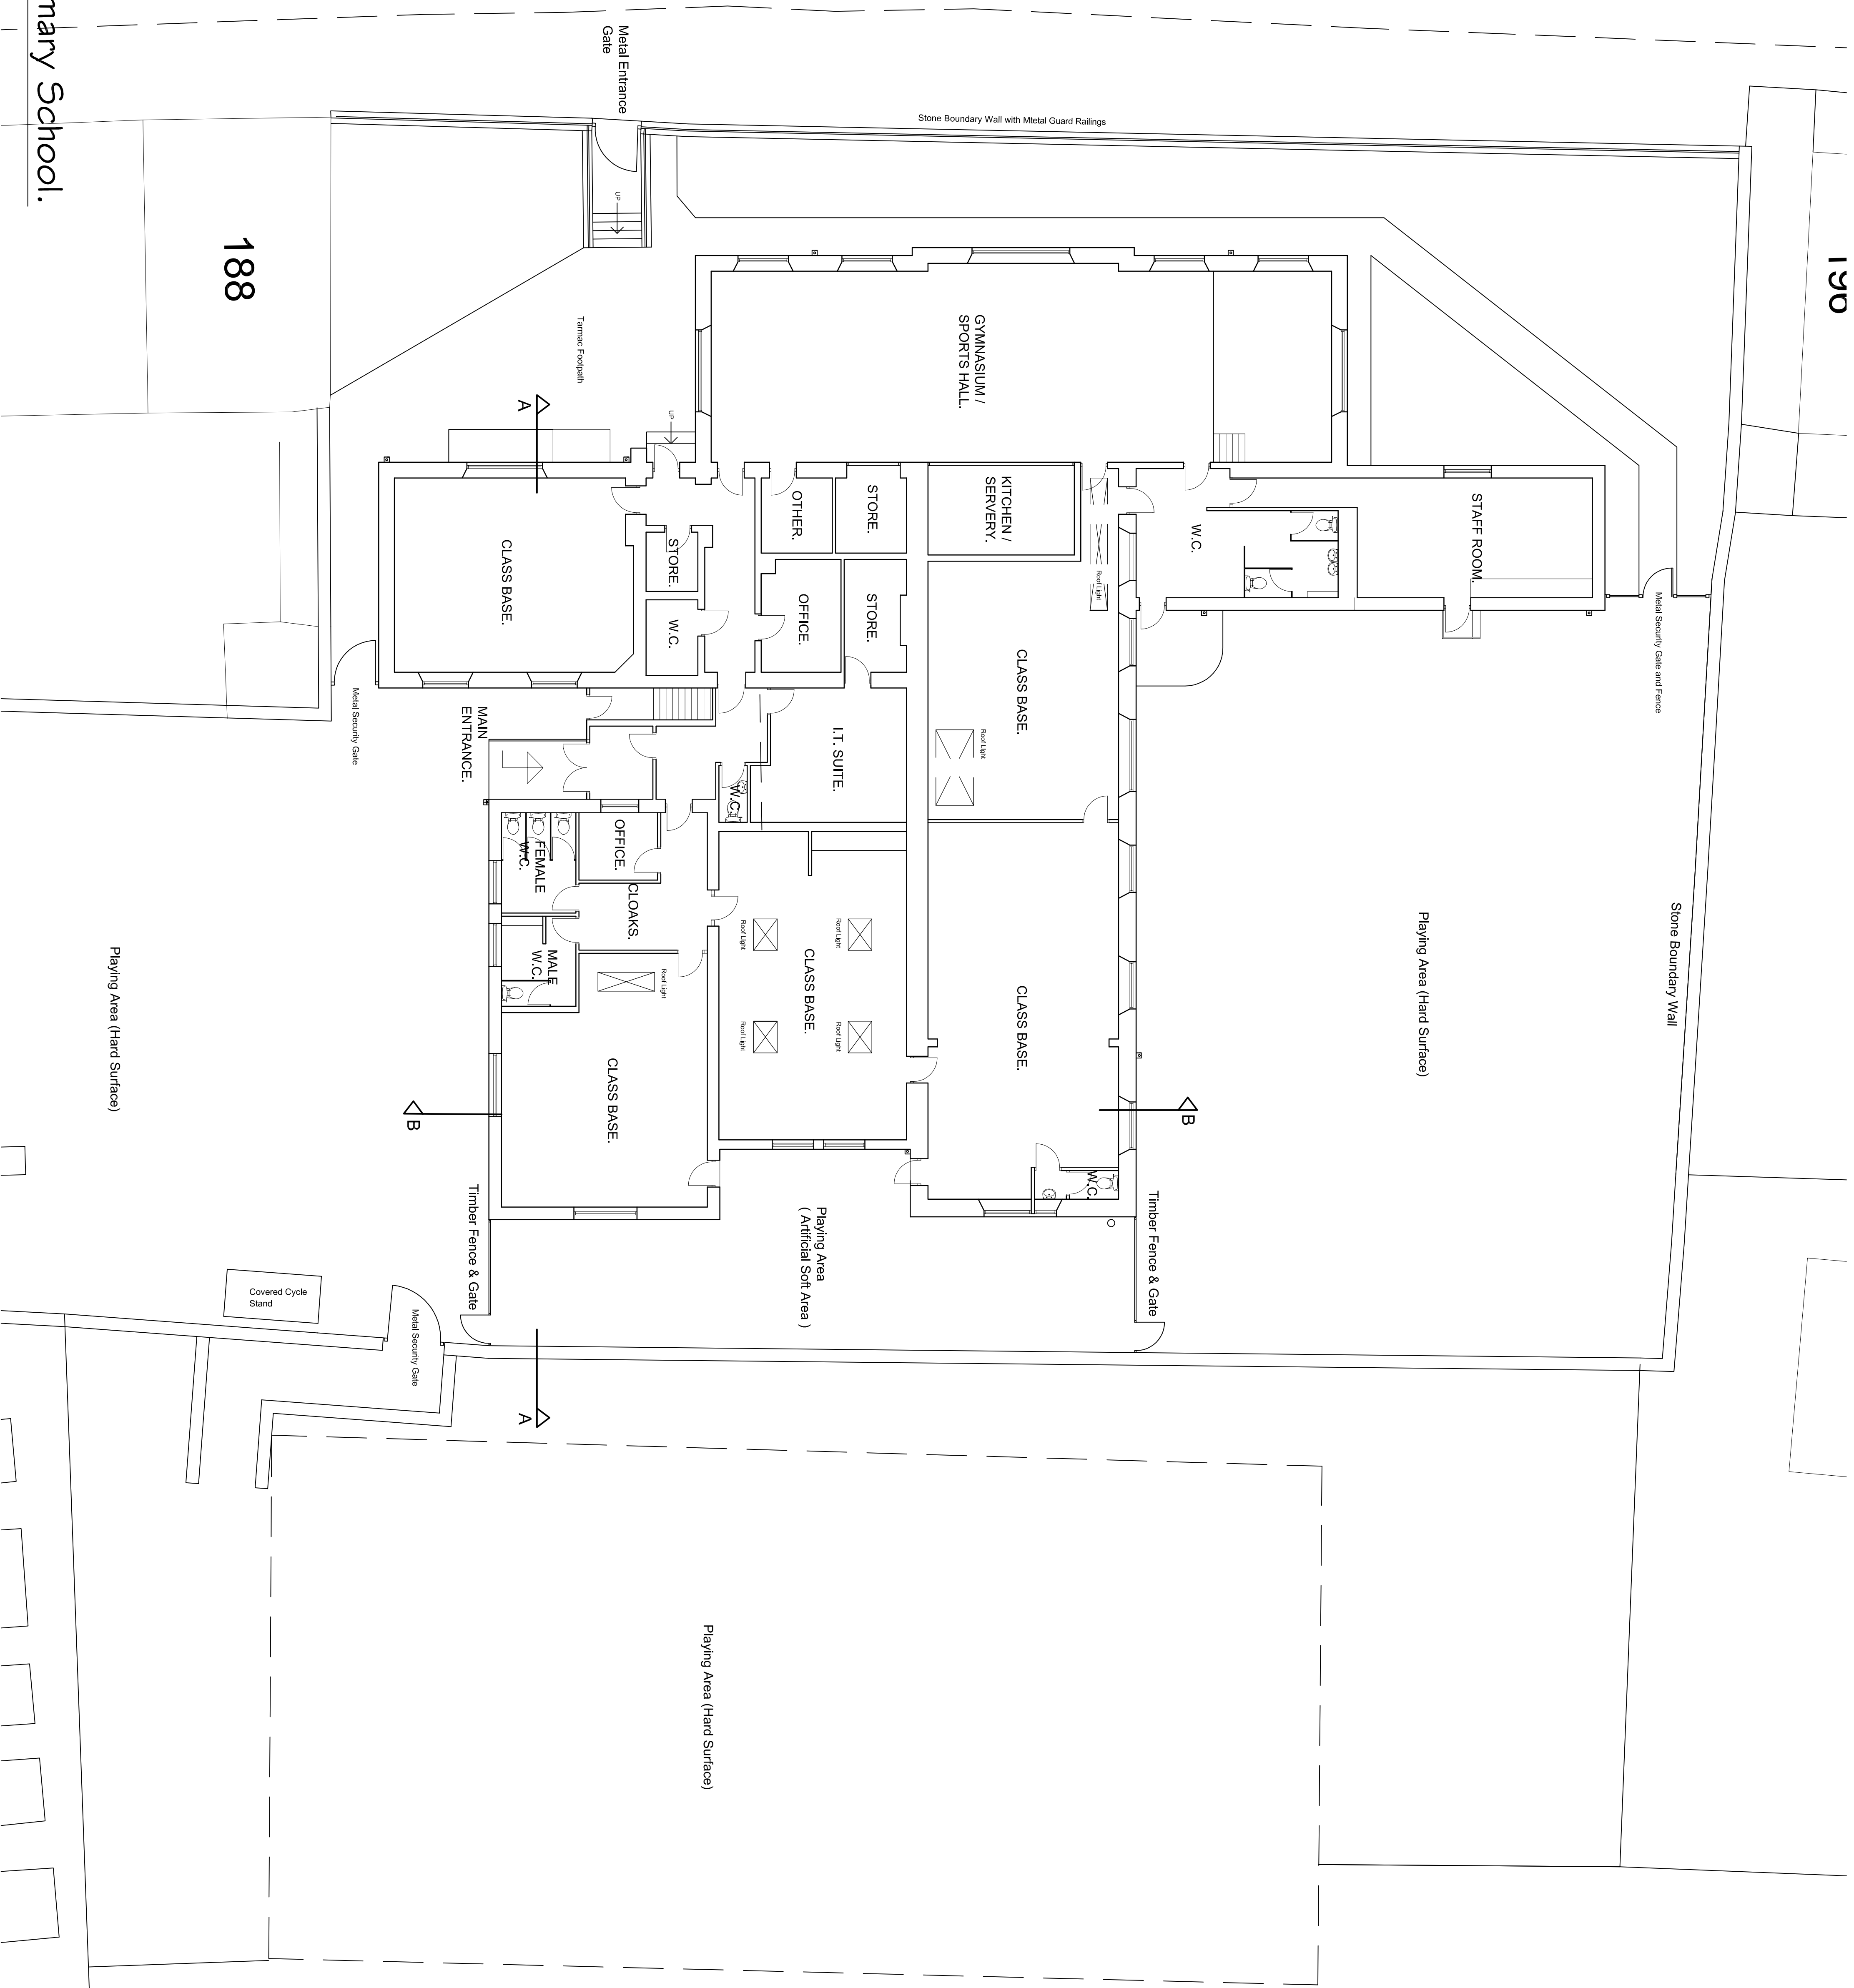 mary School.
188
196
Metal Entrance
Gate
UP
Stone Boundary Wall with Mtetal Guard Railings
Tarmac Footpath
A
UP
GYMNASIUM /
SPORTS HALL.
CLASS BASE.
STORE.
W.C.
OTHER.
STORE.
OFFICE.
STORE.
KITCHEN /
SERVERY.
Roof Light
W.C.
STAFF ROOM.
Metal Security Gate and Fence
Metal Security Gate
MAIN
ENTRANCE.
I.T. SUITE.
W.C.
CLASS BASE.
Roof Light
OFFICE.
FEMALE
W.C.
CLOAKS.
MALE
W.C.
Roof Light
CLASS BASE.
Roof Light
Roof Light
CLASS BASE.
Roof Light
Roof Light
CLASS BASE.
W.C.
Playing Area (Hard Surface)
Stone Boundary Wall
Playing Area (Hard Surface)
B
B
Timber Fence & Gate
Playing Area
( Artificial Soft Area )
Timber Fence & Gate
Covered Cycle
Stand
Metal Security Gate
A
Playing Area (Hard Surface)